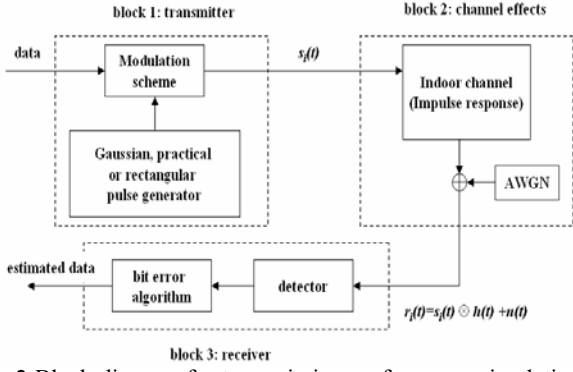 block 1: transmitter
block 2: channel effects
data
Modulation
scheme
si(t)
Indoor channel
(Impulse response)
Gaussian, practical
or rectangular
pulse generator
AWGN
estimated data
bit error
algorithm
detector
ri(t)=si(t) ⊗ h(t) +n(t)
block 3: receiver